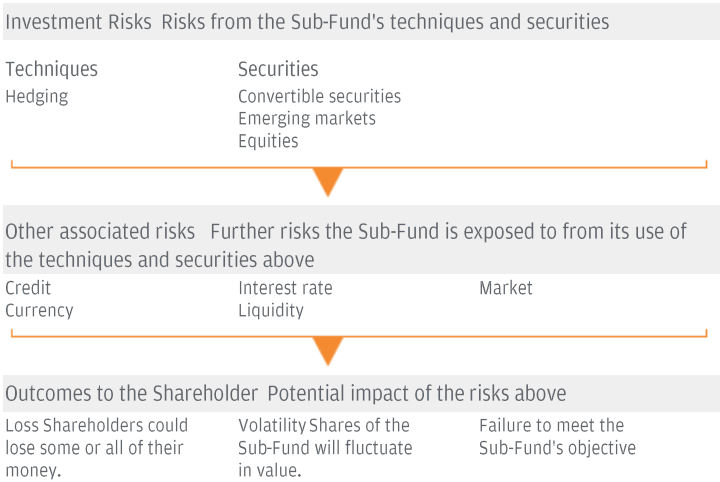 Investment Risks Risks from the Sub-Fund's techniques and securities
Techniques
Hedging
Securities
Convertible securities
Emerging markets
Equities
Other associated risks Further risks the Sub-Fund is exposed to from its use of
the techniques and securities above
Credit
Currency
Interest rate
Liquidity
Market
Outcomes to the Shareholder Potential impact of the risks above
Loss Shareholders could
lose some or all of their
money.
Volatility Shares of the
Sub-Fund will fluctuate
in value.
Failure to meet the
Sub-Fund's objective